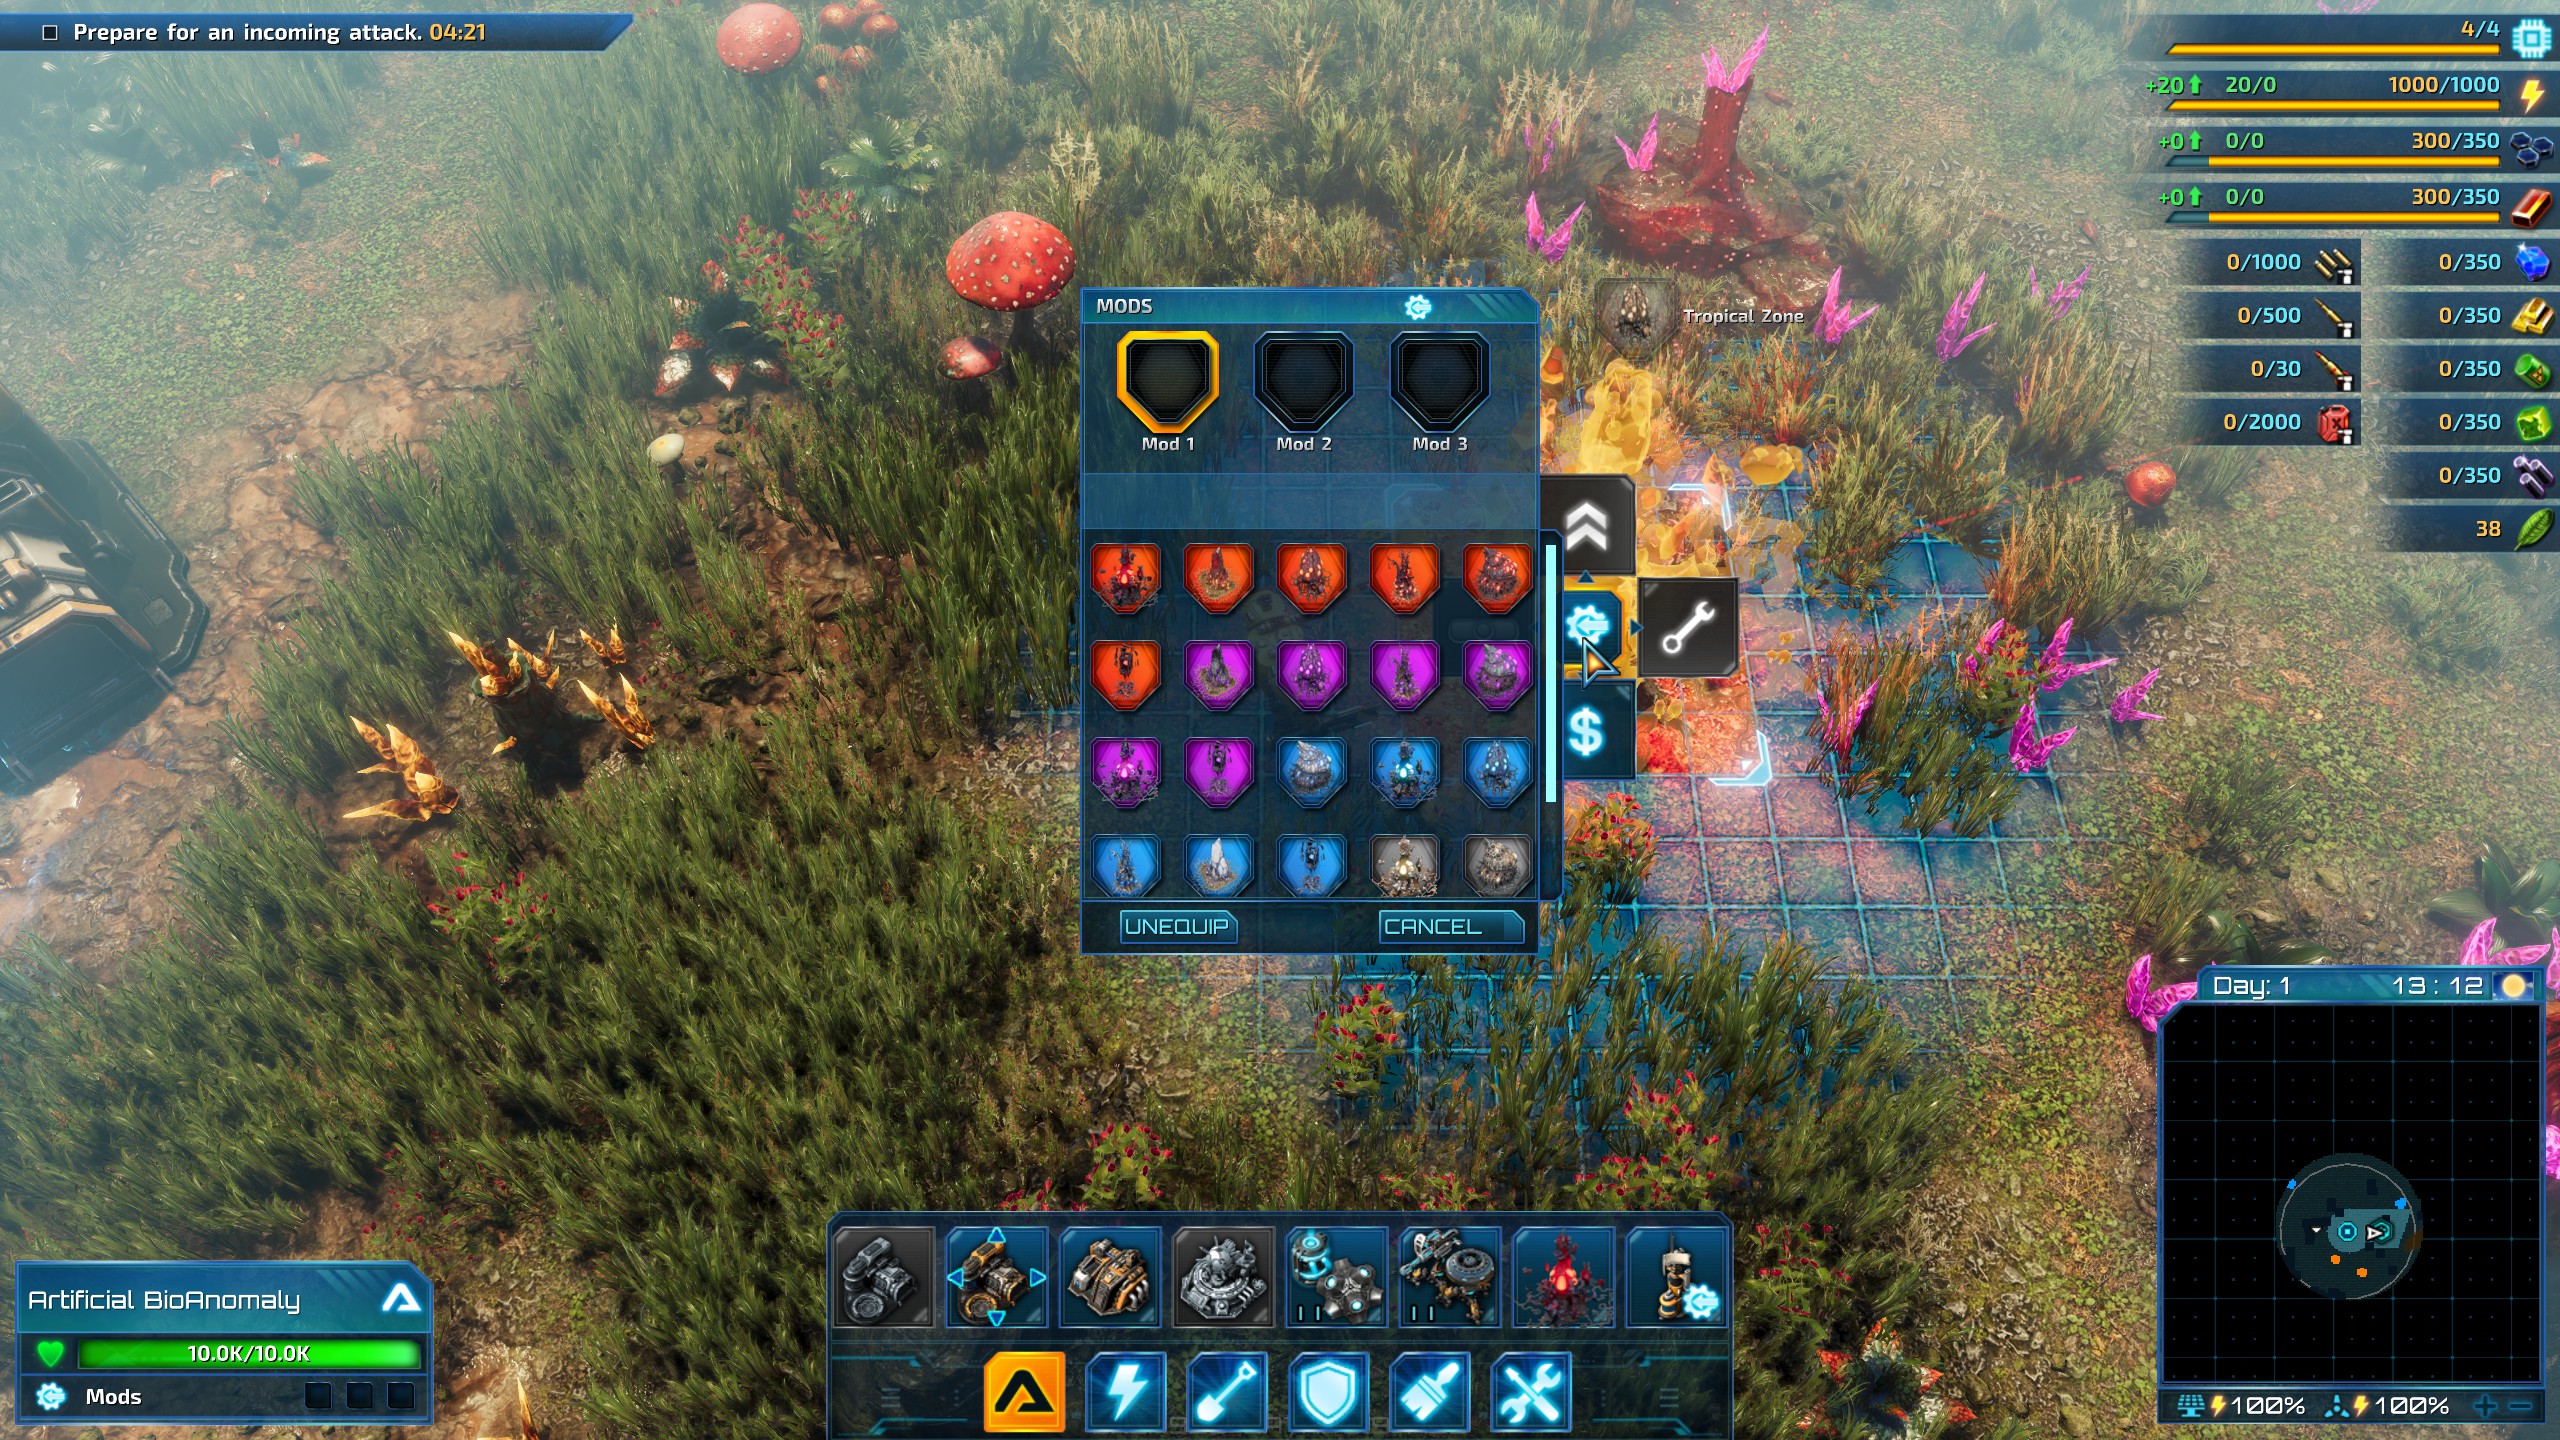 Prepare for an incoming attack. 04:21
4/4
+20 20/0 1000/1000
+0 0/0 300/350
+0 0/0 300/350
0/1000 0/350
0/500 0/350
0/30 0/350
0/2000 0/350
0/350
38
MODS
Mod 1 Mod 2 Mod 3
Tropical Zone
$
UNEQUIP CANCEL
Day: 1 13 : 12
100% 100%
Artificial BioAnomaly
10.0K/10.0K
Mods